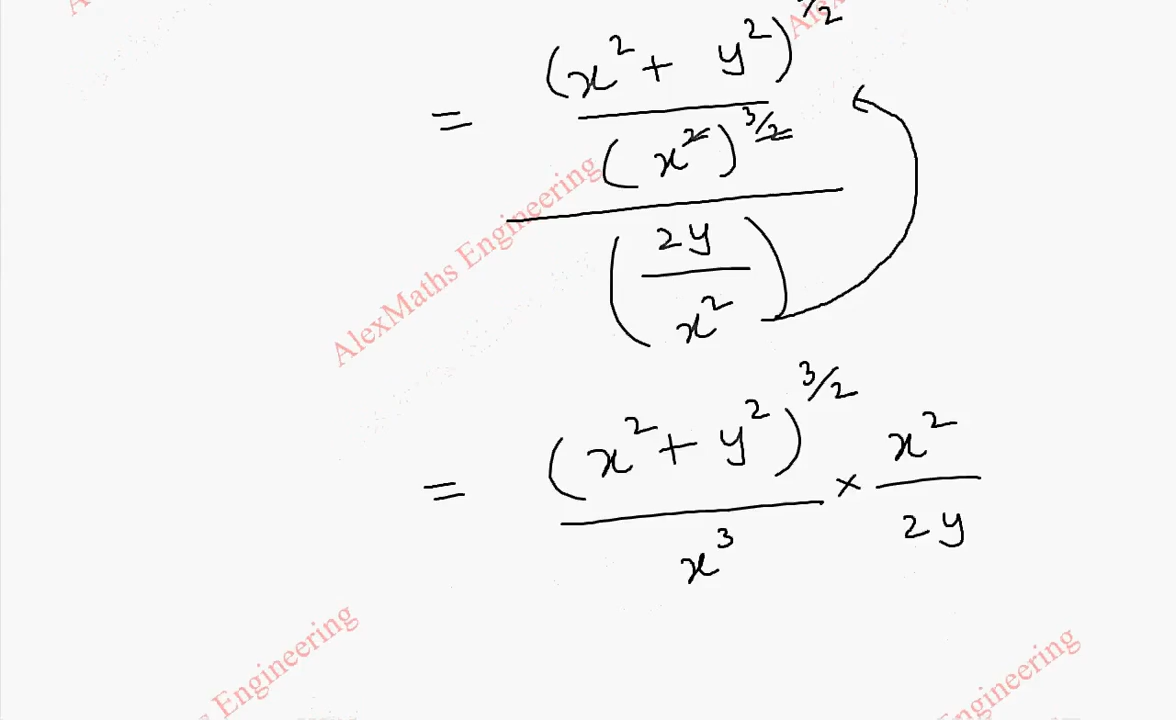 = (x² + y²)^3/2
(x²)^3/2
(2y
x²)
= (x² + y²)^3/2 × x²
x³ 2y
AlexMaths Engineering
Engineering
Engineering